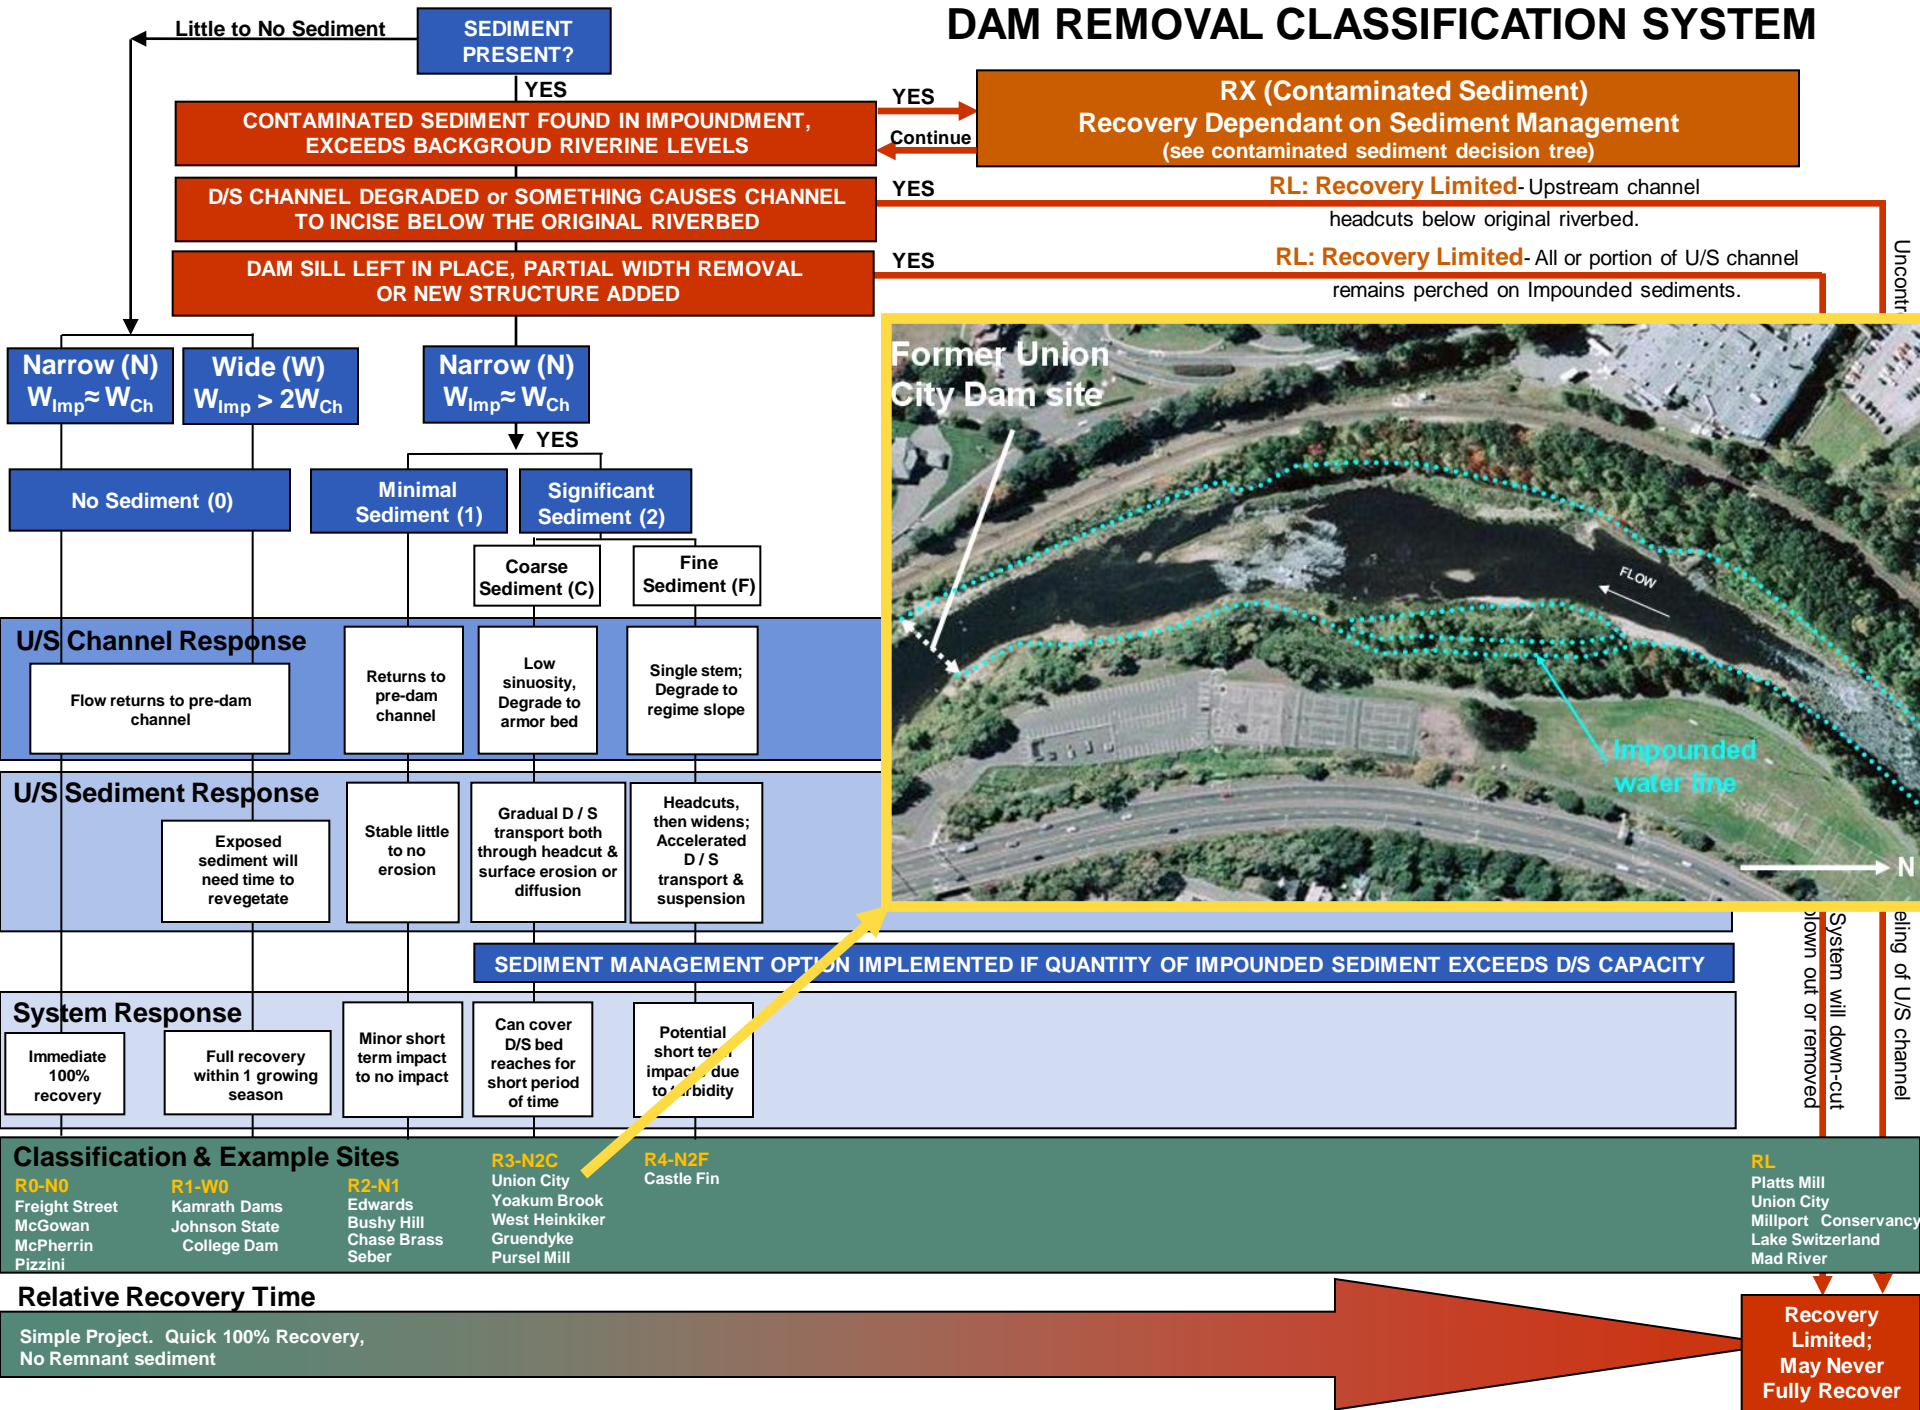 DAM REMOVAL CLASSIFICATION SYSTEM
Little to No Sediment
SEDIMENT
PRESENT?
YES
CONTAMINATED SEDIMENT FOUND IN IMPOUNDMENT,
EXCEEDS BACKGROUD RIVERINE LEVELS
YES
Continue
RX (Contaminated Sediment)
Recovery Dependant on Sediment Management
(see contaminated sediment decision tree)
D/S CHANNEL DEGRADED or SOMETHING CAUSES CHANNEL
TO INCISE BELOW THE ORIGINAL RIVERBED
YES
RL: Recovery Limited- Upstream channel
headcuts below original riverbed.
DAM SILL LEFT IN PLACE, PARTIAL WIDTH REMOVAL
OR NEW STRUCTURE ADDED
YES
RL: Recovery Limited- All or portion of U/S channel
remains perched on Impounded sediments.
Narrow (N)
WImp≈ WCh
Wide (W)
WImp > 2WCh
Narrow (N)
WImp≈ WCh
YES
No Sediment (0)
Minimal
Sediment (1)
Significant
Sediment (2)
Coarse
Sediment (C)
Fine
Sediment (F)
Former Union
City Dam site
FLOW
Impounded
water line
N
U/S Channel Response
Flow returns to pre-dam
channel
Returns to
pre-dam
channel
Low
sinuosity,
Degrade to
armor bed
Single stem;
Degrade to
regime slope
U/S Sediment Response
Exposed
sediment will
need time to
revegetate
Stable little
to no
erosion
Gradual D / S
transport both
through headcut &
surface erosion or
diffusion
Headcuts,
then widens;
Accelerated
D / S
transport &
suspension
SEDIMENT MANAGEMENT OPTION IMPLEMENTED IF QUANTITY OF IMPOUNDED SEDIMENT EXCEEDS D/S CAPACITY
System will down-cut
out or removed
of U/S channel
System Response
Immediate
100%
recovery
Full recovery
within 1 growing
season
Minor short
term impact
to no impact
Can cover
D/S bed
reaches for
short period
of time
Potential
short term
impacts due
to turbidity
Classification & Example Sites
R0-N0
Freight Street
McGowan
McPherrin
Pizzini
R1-W0
Kamrath Dams
Johnson State
College Dam
R2-N1
Edwards
Bushy Hill
Chase Brass
Seber
R3-N2C
Union City
Yoakum Brook
West Heinkiker
Gruendyke
Pursel Mill
R4-N2F
Castle Fin
RL
Platts Mill
Union City
Millport Conservancy
Lake Switzerland
Mad River
Relative Recovery Time
Simple Project. Quick 100% Recovery,
No Remnant sediment
Recovery
Limited;
May Never
Fully Recover